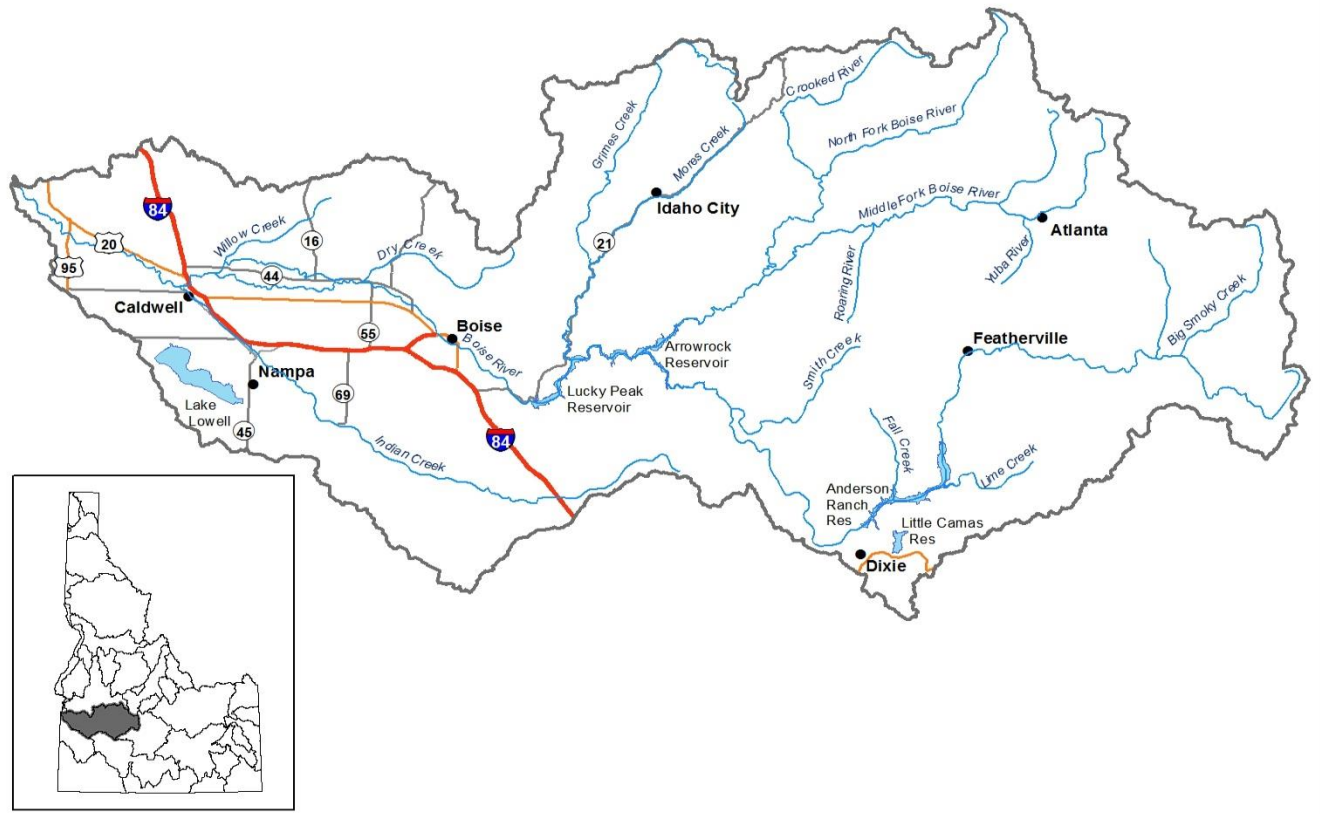 Crooked River
Grimes Creek
North Fork Boise River
Mores Creek
Idaho City
Middle Fork Boise River
84
Atlanta
Willow Creek
16
21
20
Dry Creek
95
Yuba River
44
Roaring River
Caldwell
Big Smoky Creek
Boise
55
Featherville
Boise River
Arrowrock
Reservoir
Smith Creek
Nampa
69
Lucky Peak
Reservoir
Lake
Lowell
45
84
Indian Creek
Fall Creek
Lime Creek
Anderson
Ranch
Res
Little Camas
Res
Dixie